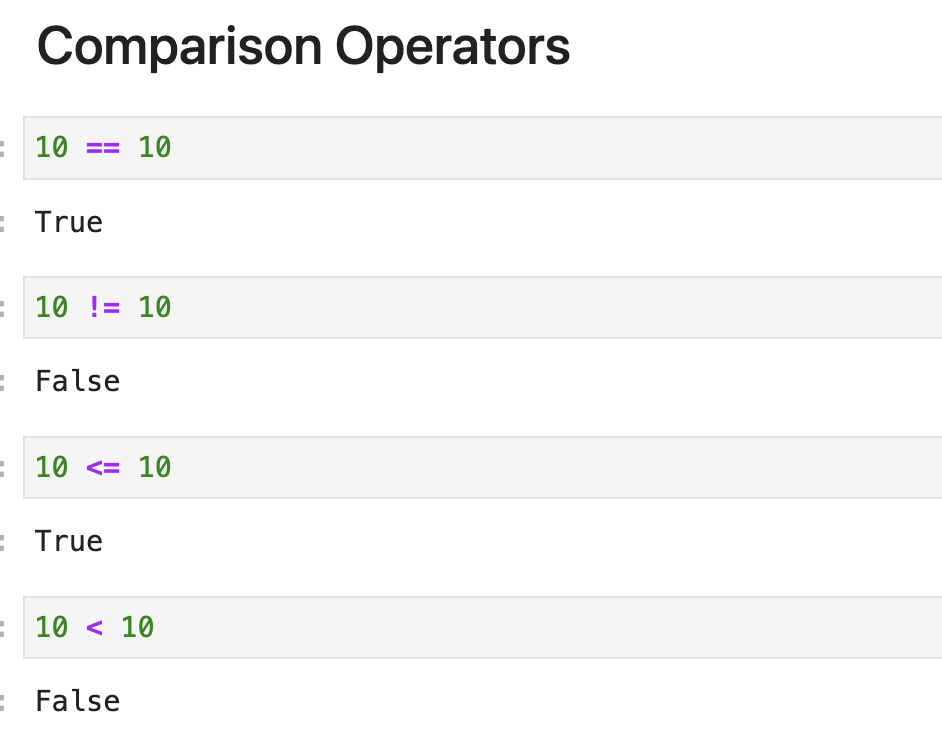 Comparison Operators
10 == 10
True
10 != 10
False
10 <= 10
True
10 < 10
False